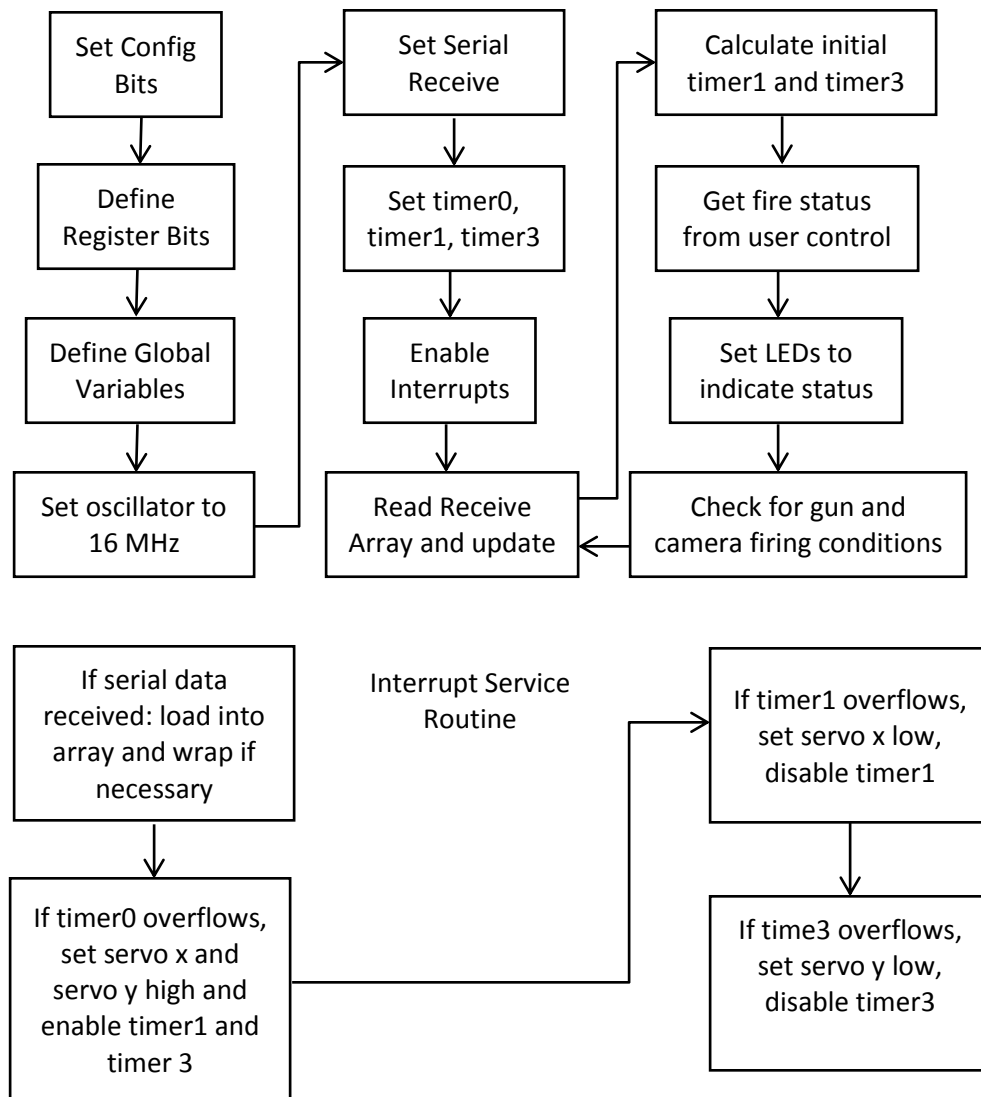 Set Config
Bits
Define
Register Bits
Define Global
Variables
Set oscillator to
16 MHz
Set Serial
Receive
Set timer0,
timer1, timer3
Enable
Interrupts
Read Receive
Array and update
Calculate initial
timer1 and timer3
Get fire status
from user control
Set LEDs to
indicate status
Check for gun and
camera firing conditions
Interrupt Service
Routine
If serial data
received: load into
array and wrap if
necessary
If timer0 overflows,
set servo x and
servo y high and
enable timer1 and
timer 3
If timer1 overflows,
set servo x low,
disable timer1
If time3 overflows,
set servo y low,
disable timer3